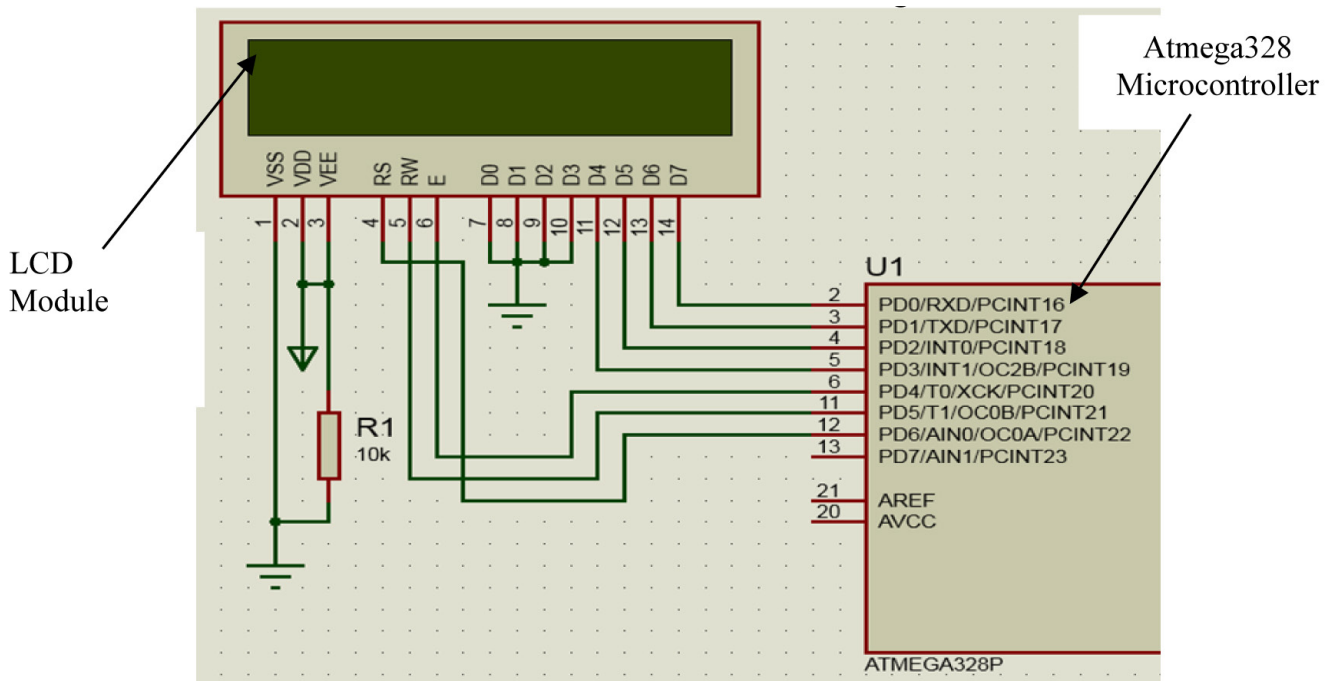 Atmega328
Microcontroller
LCD
Module
VSS
VDD
VEE
RS
RW
E
D0
D1
D2
D3
D4
D5
D6
D7
1
2
3
4
5
6
7
8
9
10
11
12
13
14
R1
10k
U1
2 PD0/RXD/PCINT16
3 PD1/TXD/PCINT17
4 PD2/INT0/PCINT18
5 PD3/INT1/OC2B/PCINT19
6 PD4/T0/XCK/PCINT20
11 PD5/T1/OC0B/PCINT21
12 PD6/AIN0/OC0A/PCINT22
13 PD7/AIN1/PCINT23
21 AREF
20 AVCC
ATMEGA328P